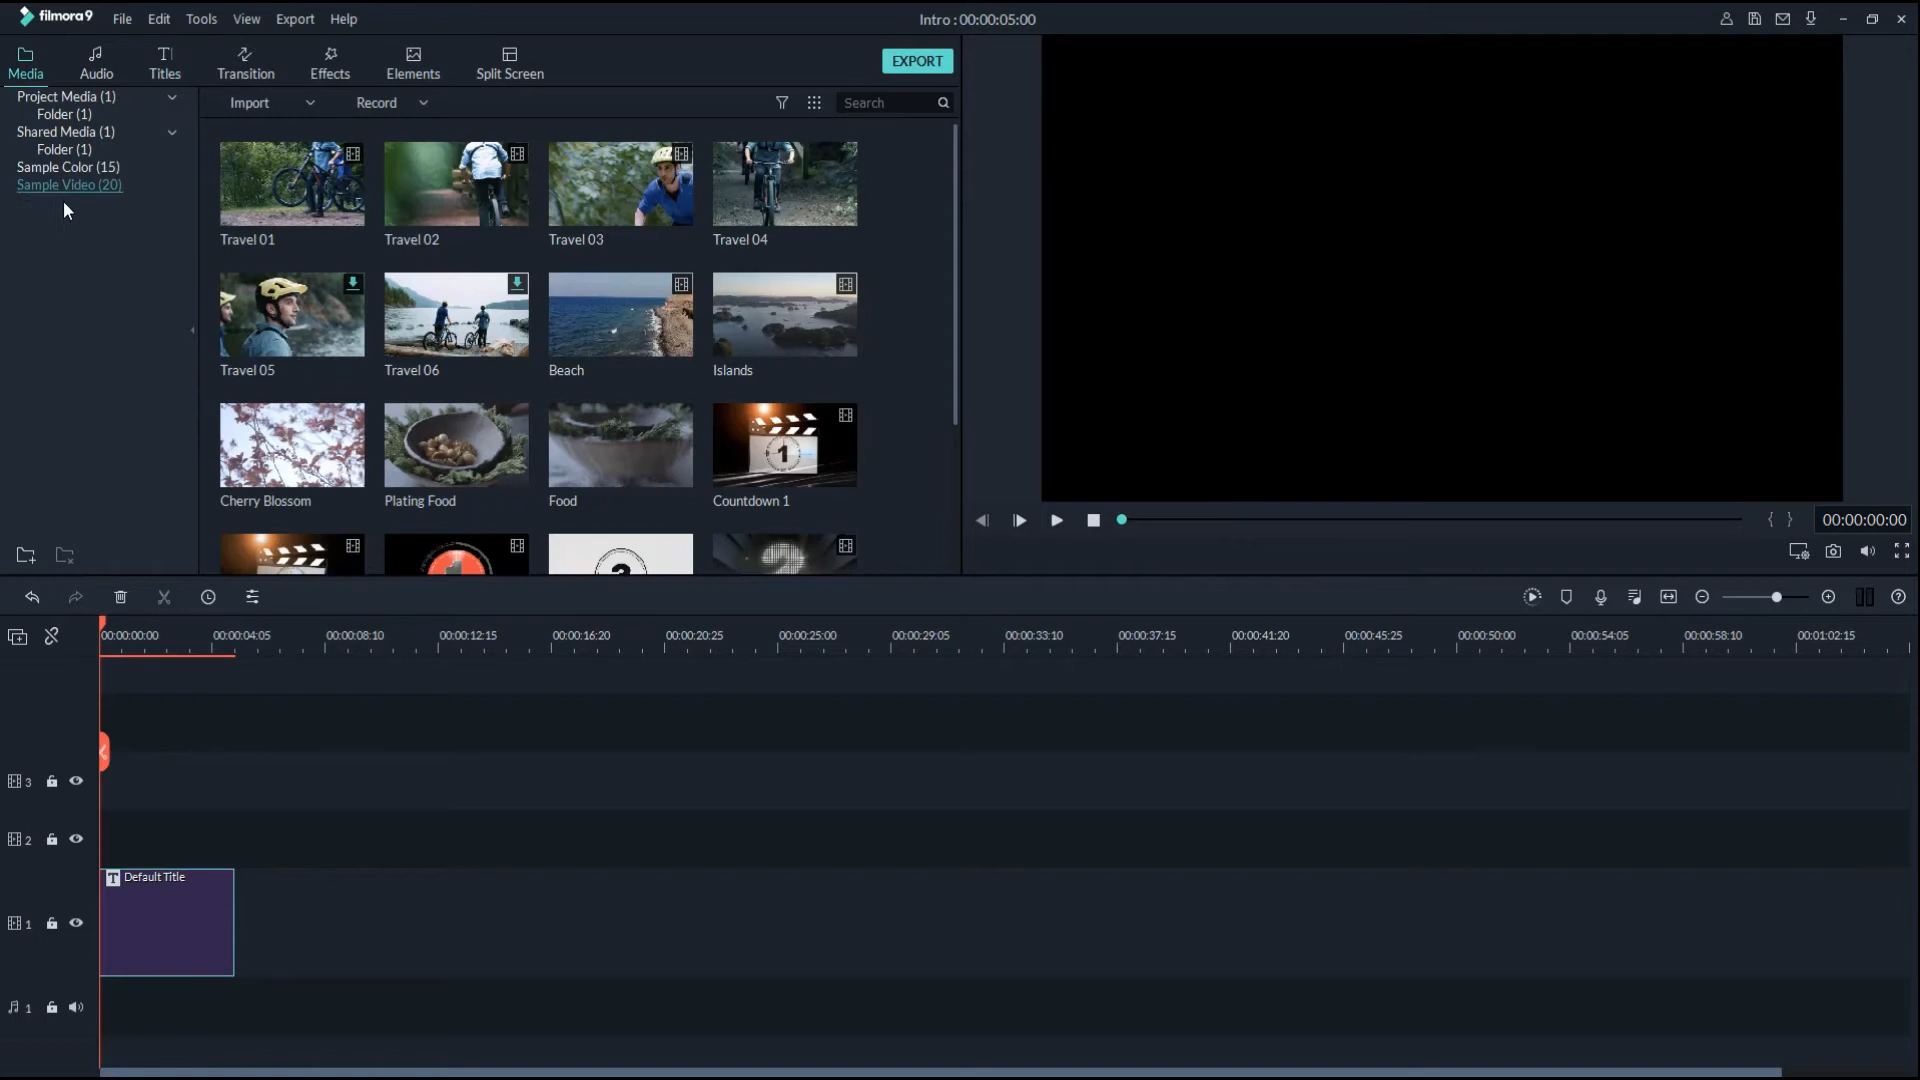 filmora9 File Edit Tools View Export Help Intro : 00:00:05:00
Media Audio Titles Transition Effects Elements Split Screen EXPORT
Project Media (1)
Folder (1)
Shared Media (1)
Folder (1)
Sample Color (15)
Sample Video (20)
Import Record Search
Travel 01 Travel 02 Travel 03 Travel 04
Travel 05 Travel 06 Beach Islands
1
Cherry Blossom Plating Food Food Countdown 1
{ } 00:00:00:00
00:00:00:00 00:00:04:05 00:00:08:10 00:00:12:15 00:00:16:20 00:00:20:25 00:00:25:00 00:00:29:05 00:00:33:10 00:00:37:15 00:00:41:20 00:00:45:25 00:00:50:00 00:00:54:05 00:00:58:10 00:01:02:15
3
2
T Default Title
1
1